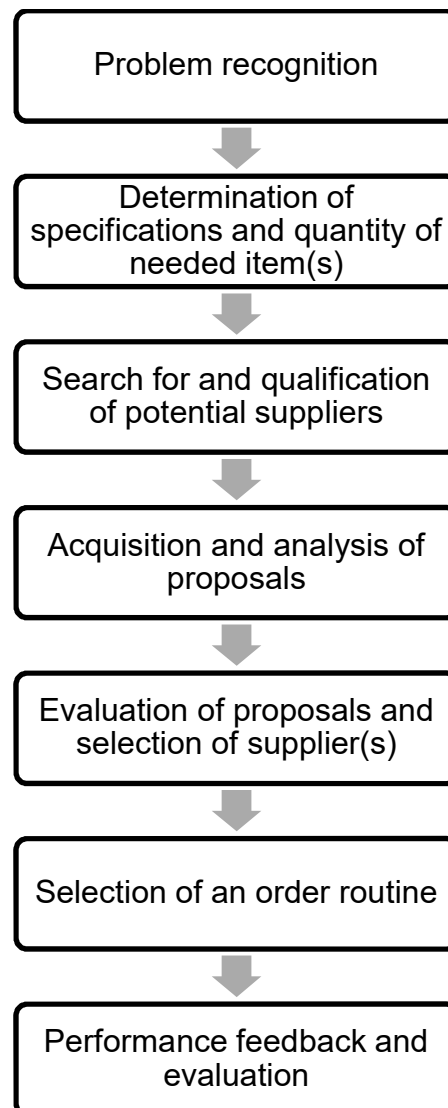 Problem recognition
Determination of
specifications and quantity of
needed item(s)
Search for and qualification
of potential suppliers
Acquisition and analysis of
proposals
Evaluation of proposals and
selection of supplier(s)
Selection of an order routine
Performance feedback and
evaluation